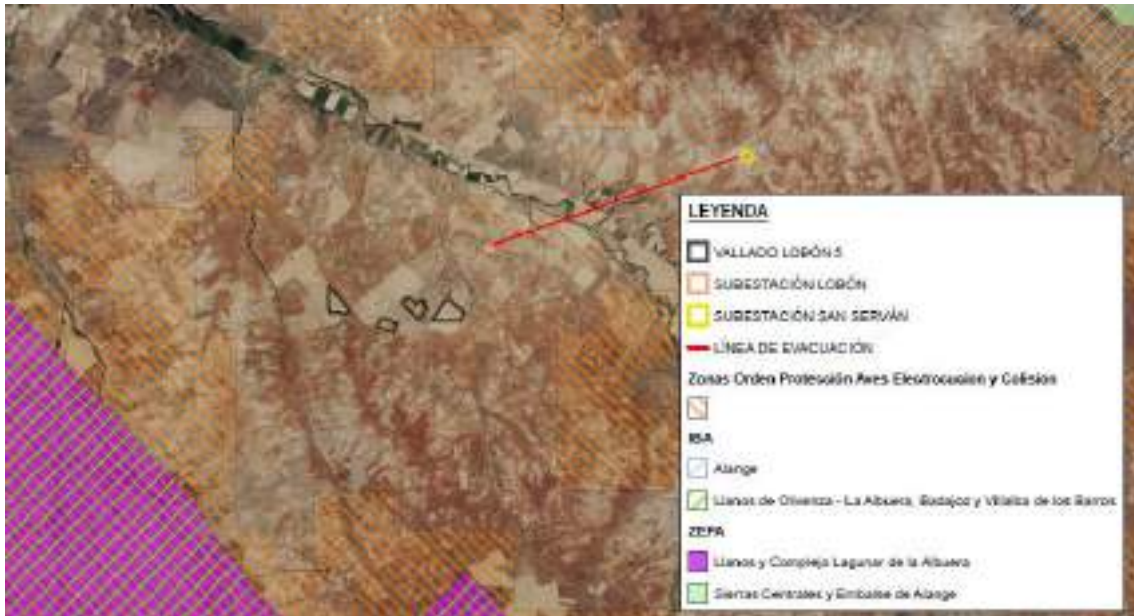 LEYENDA
VALLADO LOBÓN 5
SUBESTACIÓN LOBÓN
SUBESTACIÓN SAN SERVÁN
LÍNEA DE EVACUACIÓN
Zonas Orden Protección Aves Electrocusion y Colision
IBA
Alange
Llanos de Olivenza - La Albuera, Badajoz y Villalba de los Barros
ZEPA
Llanos y Complejo Lagunar de la Albuera
Sierras Centrales y Embalse de Alange